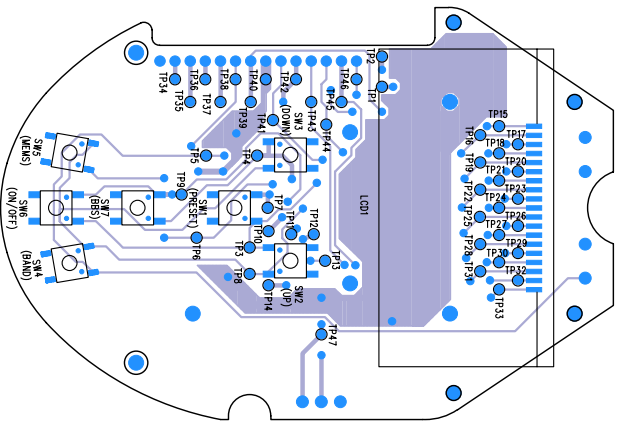 TP2
TP34
TP36
TP38
TP40
TP42
TP46
TP35
TP37
TP39
TP45
TP43
TP1
TP41
(DOWN)
SW3
TP44
TP15
TP16
TP17
TP18
SW5
(MEMS)
TP5
TP4
TP19
TP20
TP21
TP9
TP22
TP23
TP24
SW6
(ON/OFF)
SW7
(BBS)
(PRESET)
SW1
TP7
LCD1
TP25
TP26
TP27
TP10
TP11
TP12
TP6
TP3
TP28
TP29
TP30
SW4
(BAND)
TP8
TP13
TP31
TP32
TP14
SW2
(UP)
TP33
TP47